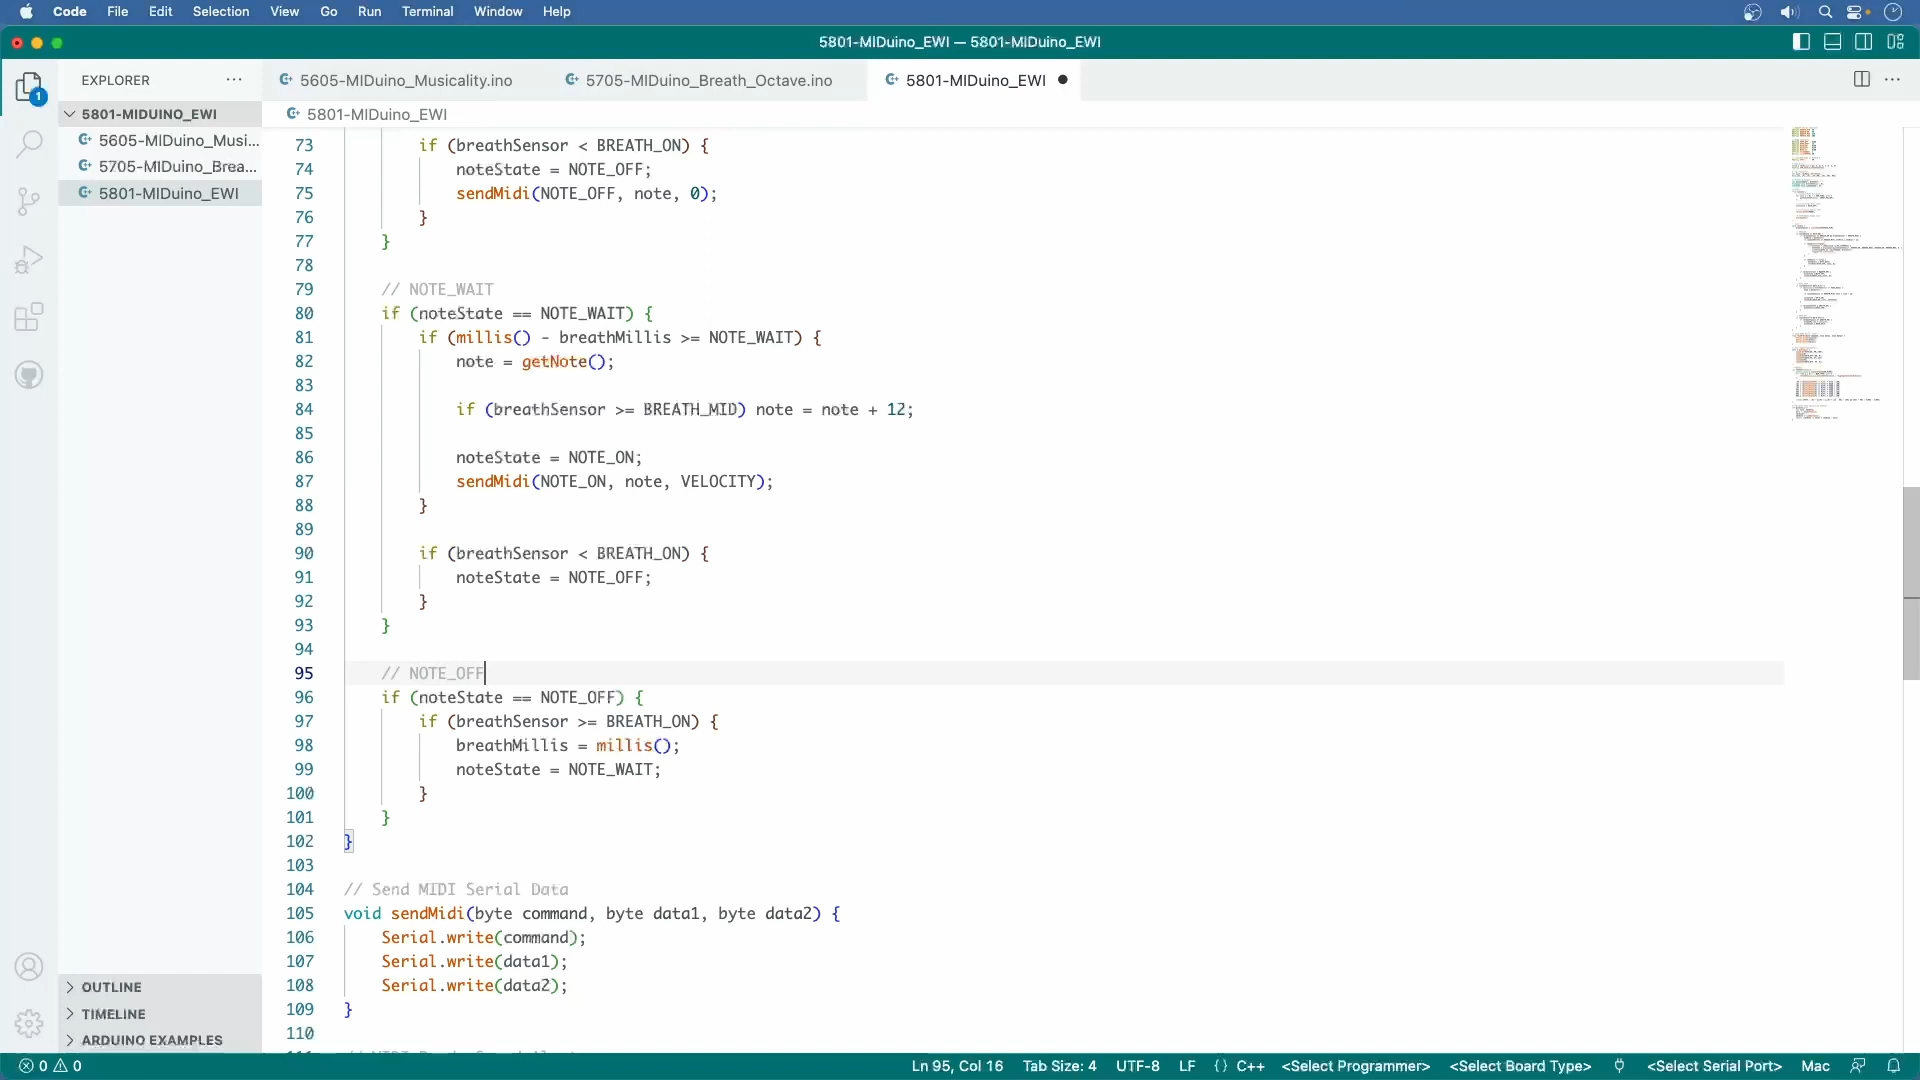 Code File Edit Selection View Go Run Terminal Window Help
5801-MIDuino_EWI — 5801-MIDuino_EWI
EXPLORER
5605-MIDuino_Musicality.ino 5705-MIDuino_Breath_Octave.ino 5801-MIDuino_EWI
1
5801-MIDUINO_EWI
5801-MIDuino_EWI
5605-MIDuino_Musi...
5705-MIDuino_Brea...
5801-MIDuino_EWI
73 if (breathSensor < BREATH_ON) {
74 noteState = NOTE_OFF;
75 sendMidi(NOTE_OFF, note, 0);
76 }
77 }
78
79 // NOTE_WAIT
80 if (noteState == NOTE_WAIT) {
81 if (millis() - breathMillis >= NOTE_WAIT) {
82 note = getNote();
83
84 if (breathSensor >= BREATH_MID) note = note + 12;
85
86 noteState = NOTE_ON;
87 sendMidi(NOTE_ON, note, VELOCITY);
88 }
89
90 if (breathSensor < BREATH_ON) {
91 noteState = NOTE_OFF;
92 }
93 }
94
95 // NOTE_OFF
96 if (noteState == NOTE_OFF) {
97 if (breathSensor >= BREATH_ON) {
98 breathMillis = millis();
99 noteState = NOTE_WAIT;
100 }
101 }
102 }
103
104 // Send MIDI Serial Data
105 void sendMidi(byte command, byte data1, byte data2) {
106 Serial.write(command);
107 Serial.write(data1);
108 Serial.write(data2);
109 }
110
OUTLINE
TIMELINE
ARDUINO EXAMPLES
0 0 Ln 95, Col 16 Tab Size: 4 UTF-8 LF {} C++ <Select Programmer> <Select Board Type> <Select Serial Port> Mac